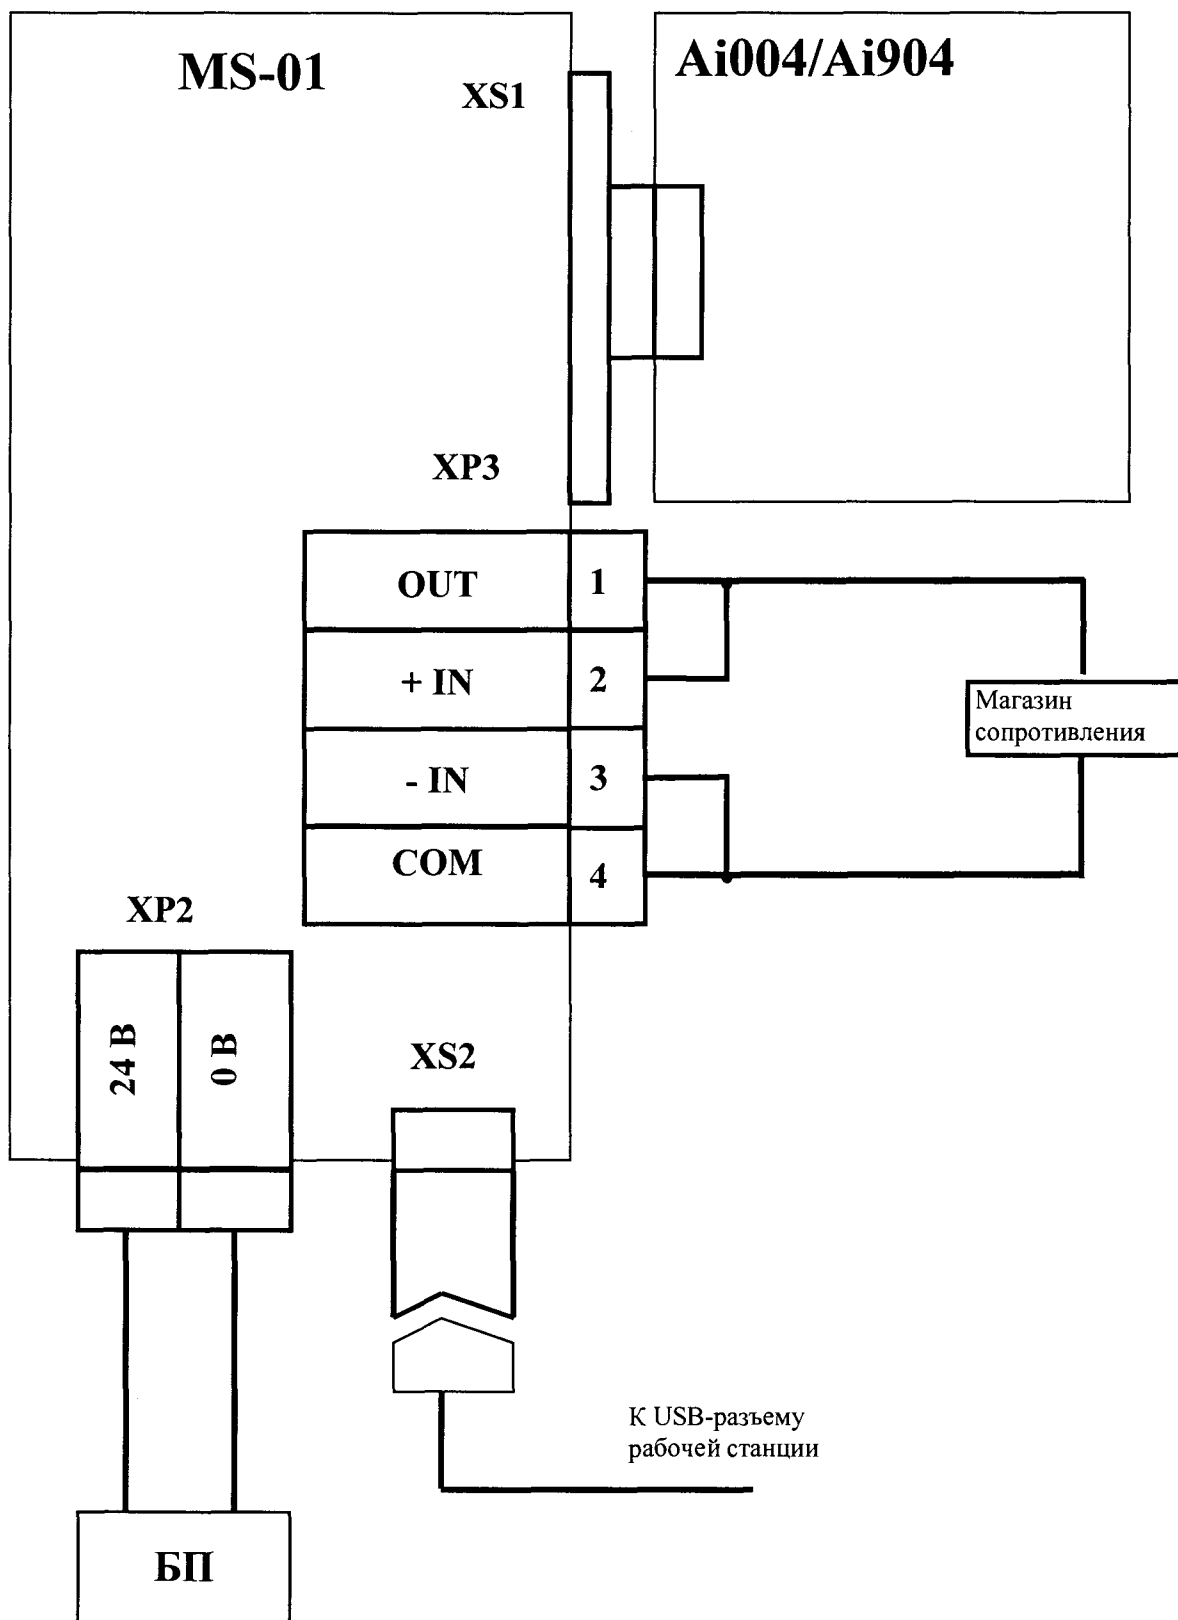 MS-01
Ai004/Ai904
XS1
XP3
OUT
1
+ IN
2
- IN
3
COM
4
Магазин
сопротивления
XP2
24 В
0 В
XS2
К USB-разъему
рабочей станции
БП